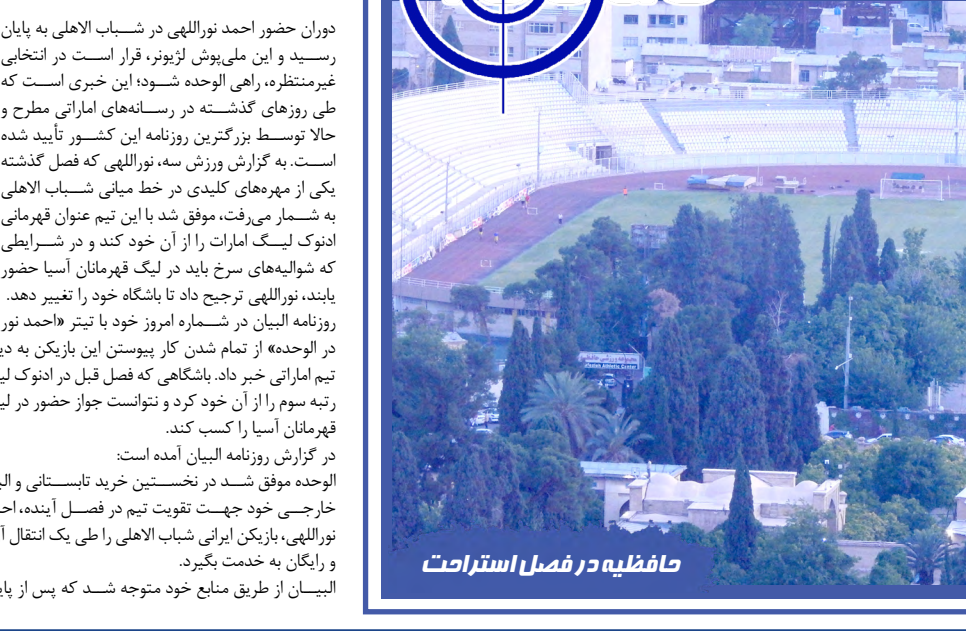 دوران حضور احمد نوراللهی در شباب الاهلی به پایان
رسید و این ملی‌پوش لژیونر، قرار است در انتخابی
غیرمنتظره، راهی الوحده شود؛ این خبری است که
طی روزهای گذشته در رسانه‌های اماراتی مطرح و
حالا توسط بزرگترین روزنامه این کشور تأیید شده
است. به گزارش ورزش سه، نوراللهی که فصل گذشته
یکی از مهره‌های کلیدی در خط میانی شباب الاهلی
به شمار می‌رفت، موفق شد با این تیم عنوان قهرمانی
ادنوک لیگ امارات را از آن خود کند و در شرایطی
که شوالیه‌های سرخ باید در لیگ قهرمانان آسیا حضور
یابند، نوراللهی ترجیح داد تا باشگاه خود را تغییر دهد.
روزنامه البیان در شماره امروز خود با تیتر «احمد نور
در الوحده» از تمام شدن کار پیوستن این بازیکن به
تیم اماراتی خبر داد. باشگاهی که فصل قبل در ادنوک
رتبه سوم را از آن خود کرد و نتوانست جواز حضور در
قهرمانان آسیا را کسب کند.
در گزارش روزنامه البیان آمده است:
الوحده موفق شد در نخستین خرید تابستانی و
خارجی خود جهت تقویت تیم در فصل آینده،
نوراللهی، بازیکن ایرانی شباب الاهلی را طی یک انتقال
و رایگان به خدمت بگیرد.
البیان از طریق منابع خود متوجه شد که پس از
مجموعه ورزشی حافظیه
Hafezieh Athletic Center
حافظیه در فصل استراحت